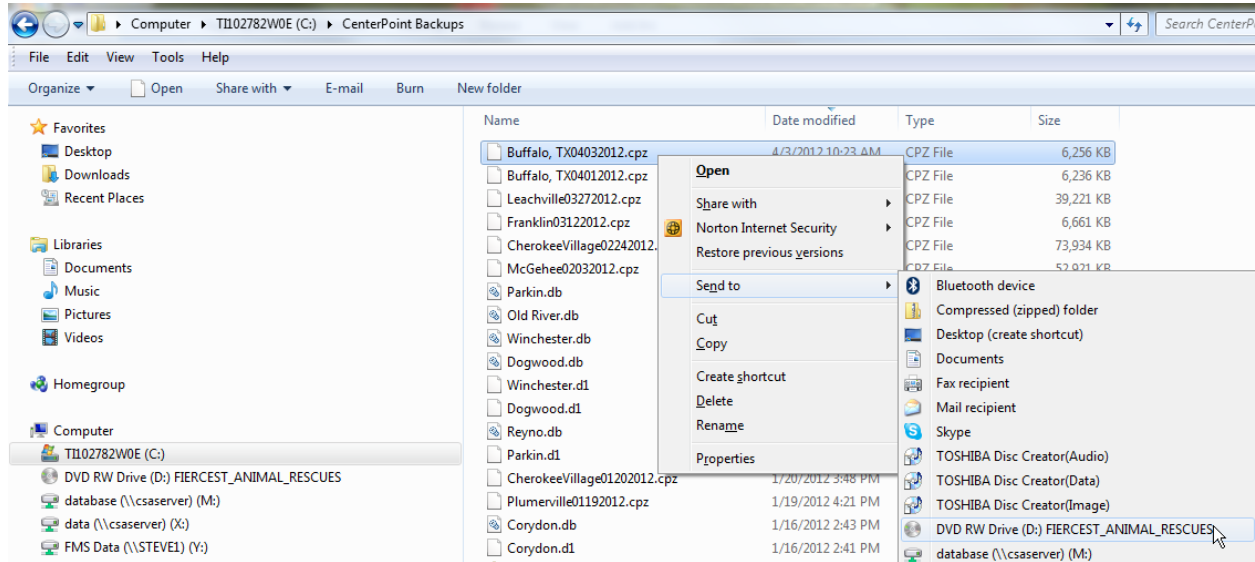 Computer ▸ TI102782W0E (C:) ▸ CenterPoint Backups
Search CenterP
File Edit View Tools Help
Organize Open Share with E-mail Burn New folder
Name Date modified Type Size
Favorites
Desktop
Downloads
Recent Places
Libraries
Documents
Music
Pictures
Videos
Homegroup
Computer
TI102782W0E (C:)
DVD RW Drive (D:) FIERCEST_ANIMAL_RESCUES
database (\\csaserver) (M:)
data (\\csaserver) (X:)
FMS Data (\\STEVE1) (Y:)
Buffalo, TX04032012.cpz 4/3/2012 10:23 AM CPZ File 6,256 KB
Buffalo, TX04012012.cpz CPZ File 6,236 KB
Leachville03272012.cpz CPZ File 39,221 KB
Franklin03122012.cpz CPZ File 6,661 KB
CherokeeVillage02242012. CPZ File 73,934 KB
McGehee02032012.cpz CPZ File 52,921 KB
Parkin.db
Old River.db
Winchester.db
Dogwood.db
Winchester.d1
Dogwood.d1
Reyno.db
Parkin.d1
CherokeeVillage01202012.cpz 1/20/2012 3:48 PM
Plumerville01192012.cpz 1/19/2012 4:21 PM
Corydon.db 1/16/2012 2:43 PM
Corydon.d1 1/16/2012 2:41 PM
Open
Share with
Norton Internet Security
Restore previous versions
Send to
Cut
Copy
Create shortcut
Delete
Rename
Properties
Bluetooth device
Compressed (zipped) folder
Desktop (create shortcut)
Documents
Fax recipient
Mail recipient
Skype
TOSHIBA Disc Creator(Audio)
TOSHIBA Disc Creator(Data)
TOSHIBA Disc Creator(Image)
DVD RW Drive (D:) FIERCEST_ANIMAL_RESCUES
database (\\csaserver) (M:)